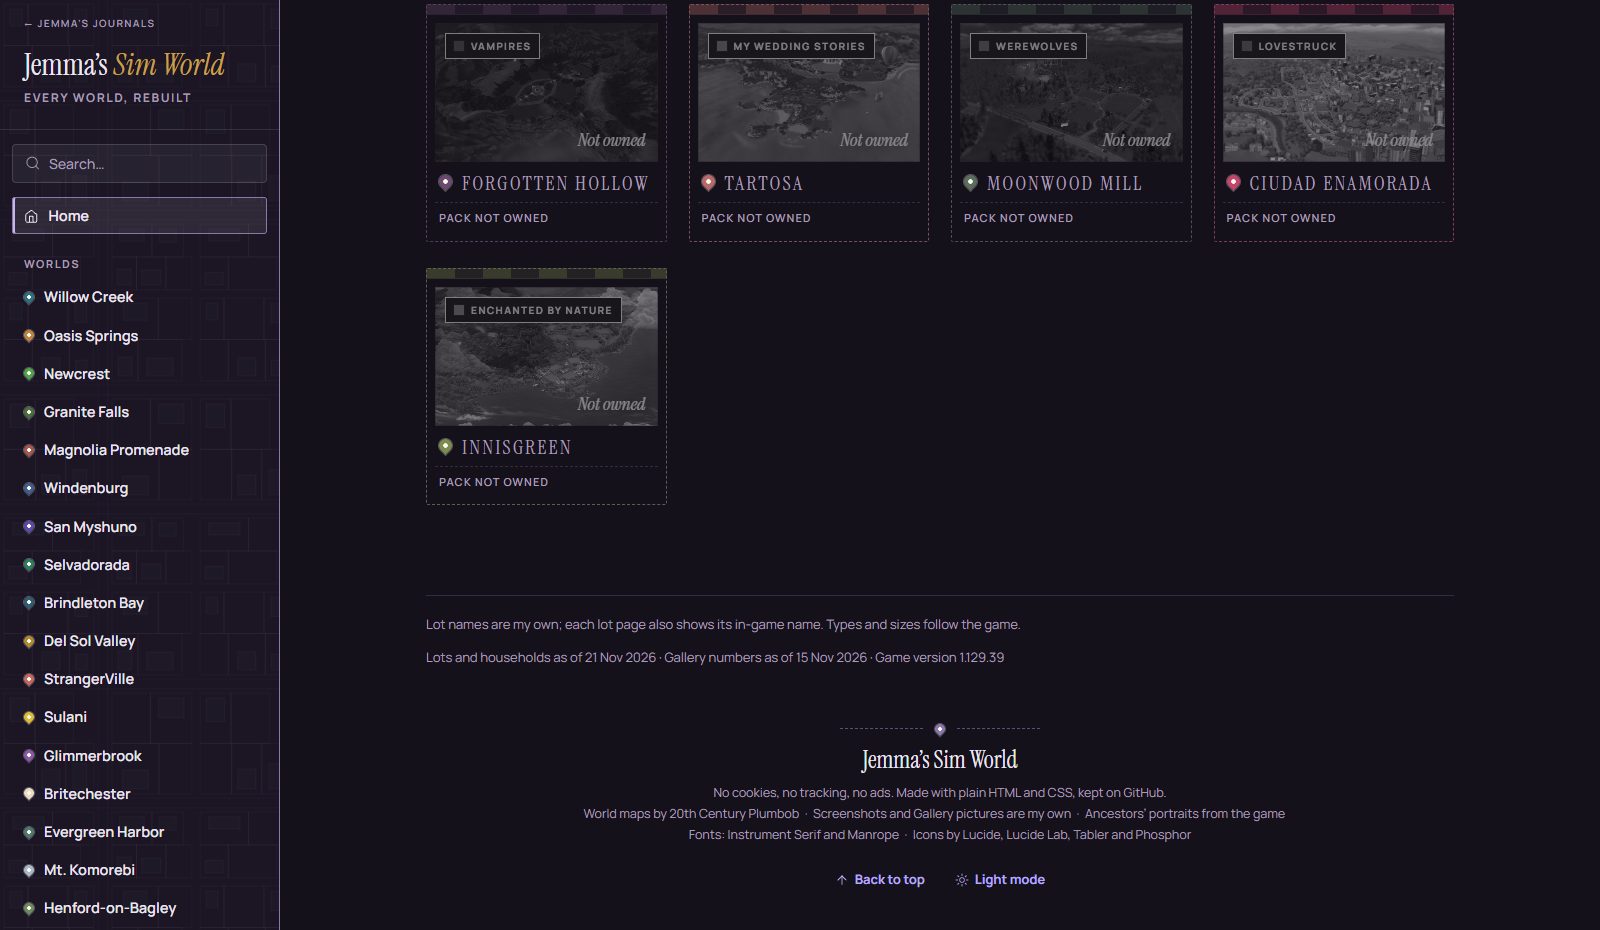 ← JEMMA'S JOURNALS
Jemma's Sim World
EVERY WORLD, REBUILT
Search...
Home
WORLDS
Willow Creek
Oasis Springs
Newcrest
Granite Falls
Magnolia Promenade
Windenburg
San Myshuno
Selvadorada
Brindleton Bay
Del Sol Valley
StrangerVille
Sulani
Glimmerbrook
Britechester
Evergreen Harbor
Mt. Komorebi
Henford-on-Bagley
VAMPIRES
Not owned
FORGOTTEN HOLLOW
PACK NOT OWNED
MY WEDDING STORIES
Not owned
TARTOSA
PACK NOT OWNED
WEREWOLVES
Not owned
MOONWOOD MILL
PACK NOT OWNED
LOVESTRUCK
Not owned
CIUDAD ENAMORADA
PACK NOT OWNED
ENCHANTED BY NATURE
Not owned
INNISGREEN
PACK NOT OWNED
Lot names are my own; each lot page also shows its in-game name. Types and sizes follow the game.
Lots and households as of 21 Nov 2026 · Gallery numbers as of 15 Nov 2026 · Game version 1.129.39
Jemma's Sim World
No cookies, no tracking, no ads. Made with plain HTML and CSS, kept on GitHub.
World maps by 20th Century Plumbob · Screenshots and Gallery pictures are my own · Ancestors' portraits from the game
Fonts: Instrument Serif and Manrope · Icons by Lucide, Lucide Lab, Tabler and Phosphor
Back to top
Light mode